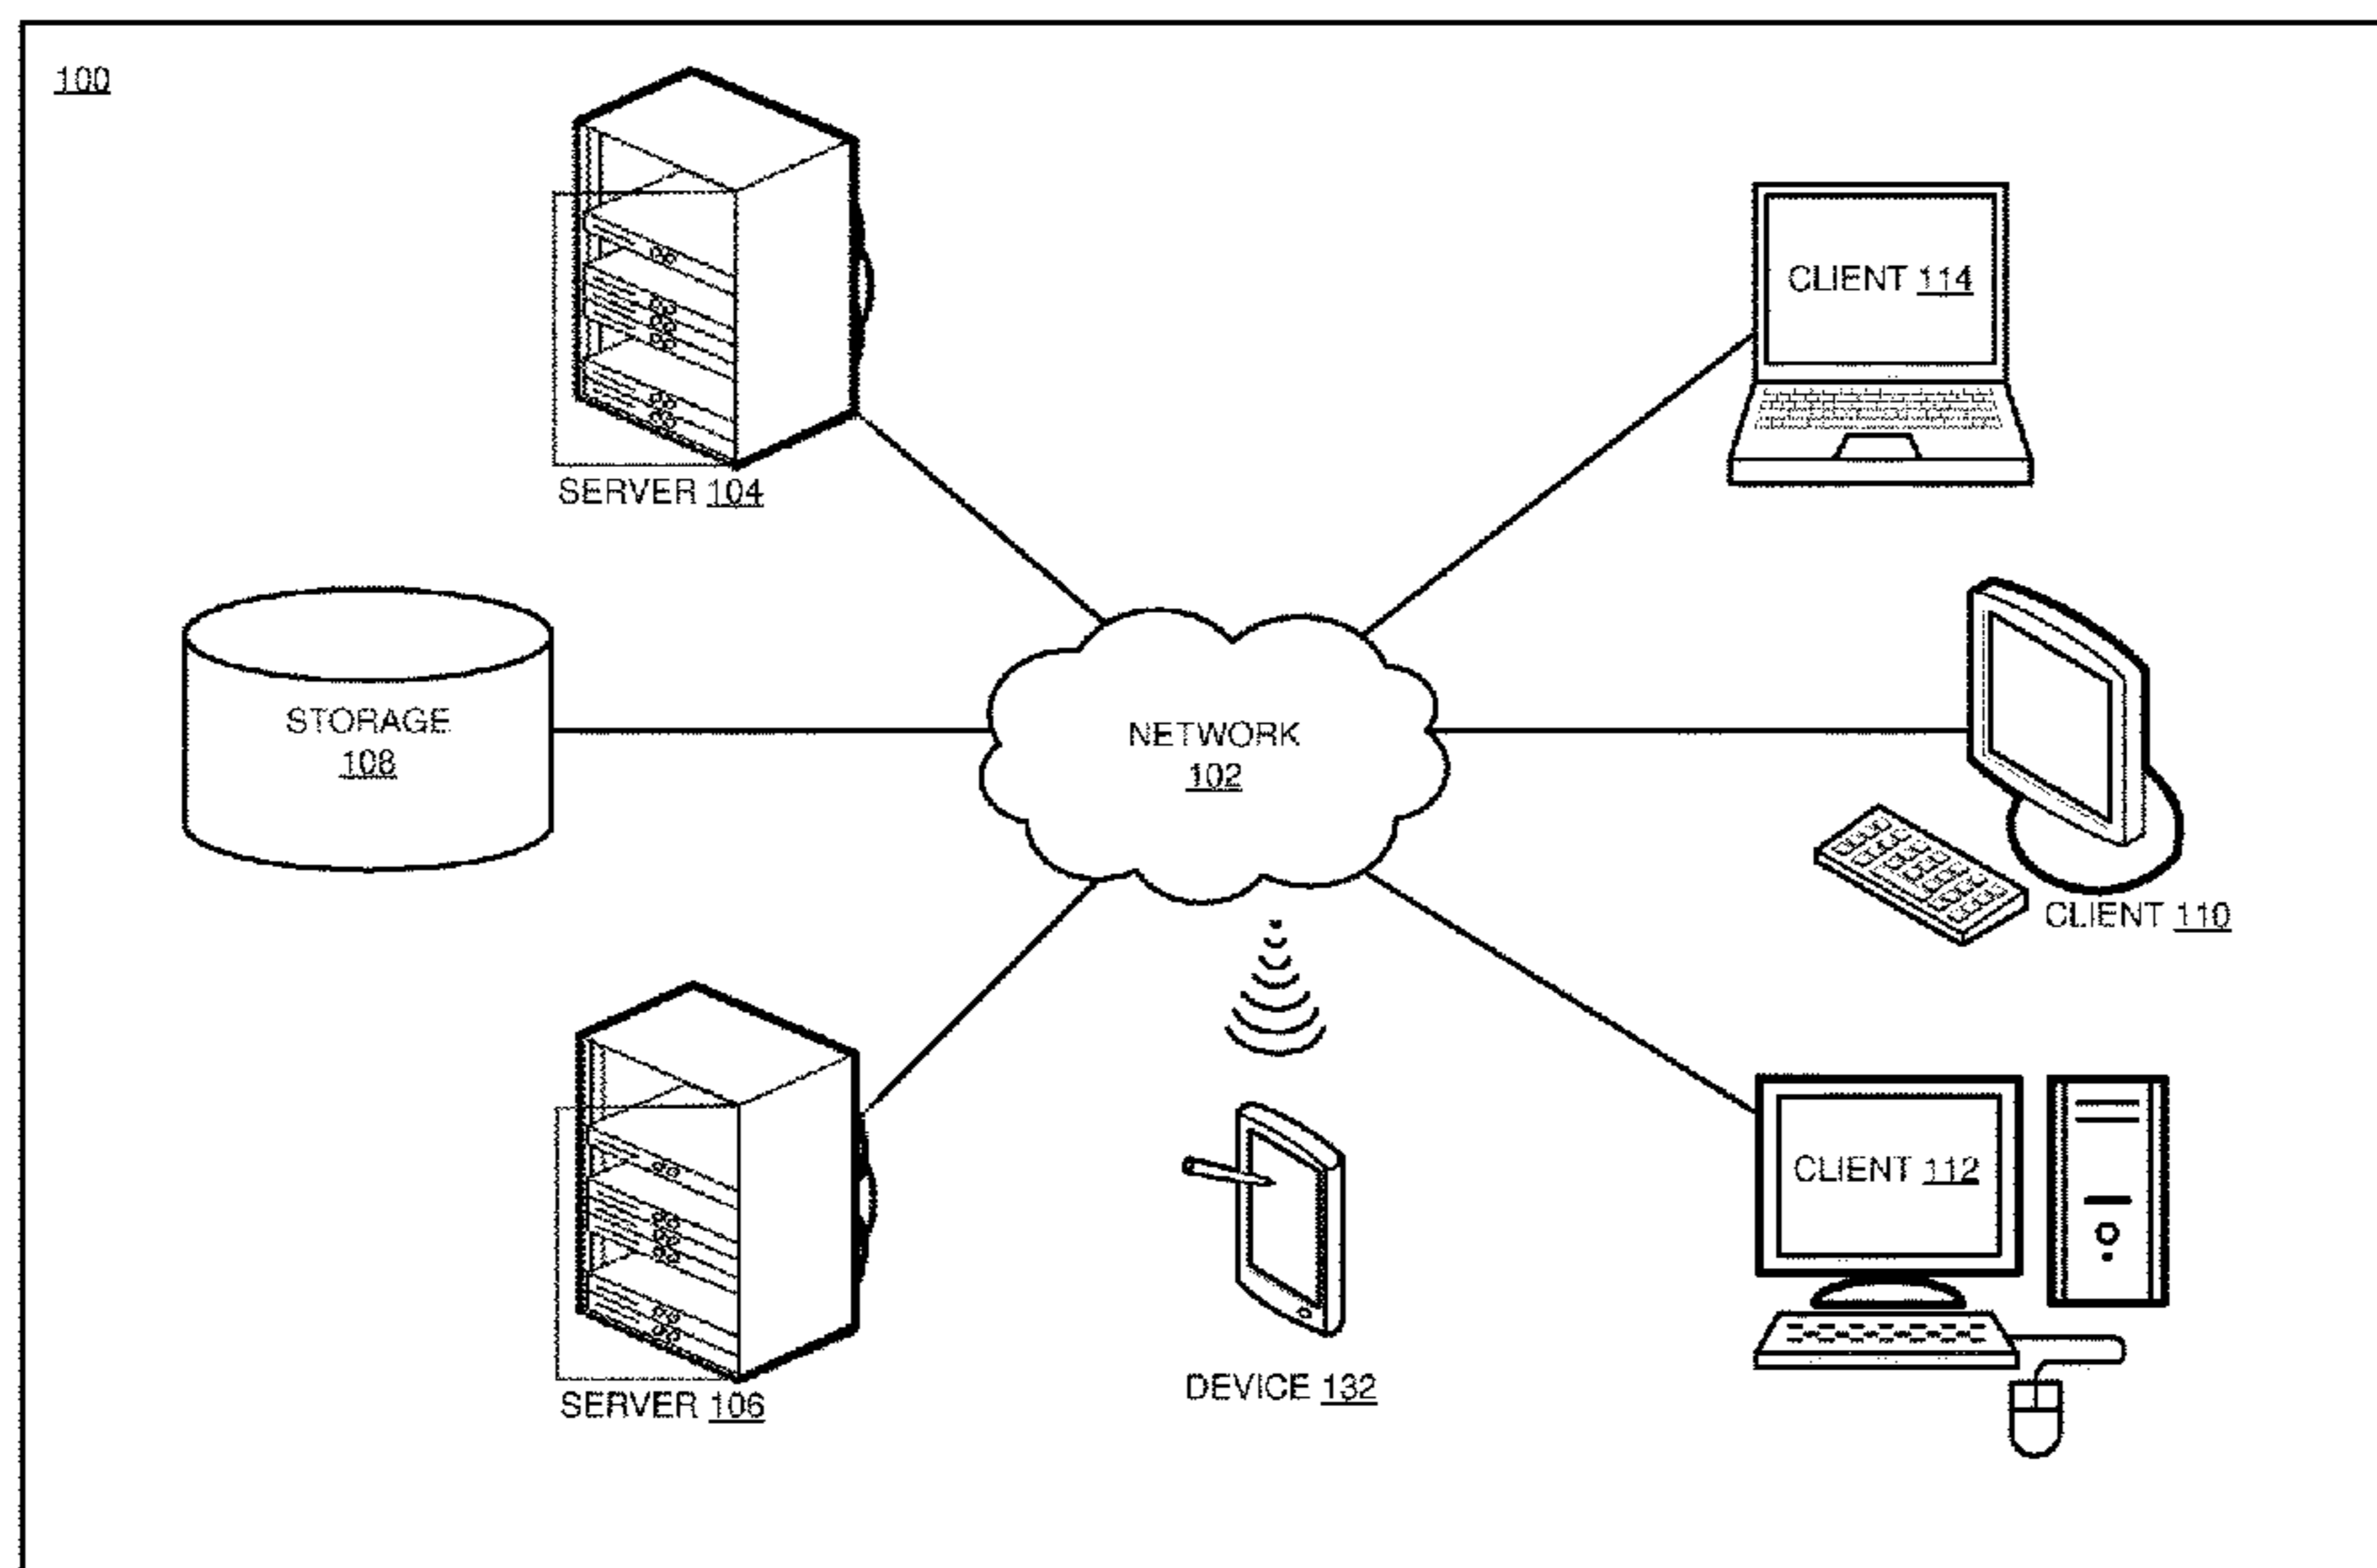 100
SERVER 104
CLIENT 114
STORAGE
108
NETWORK
102
CLIENT 110
SERVER 106
DEVICE 132
CLIENT 112